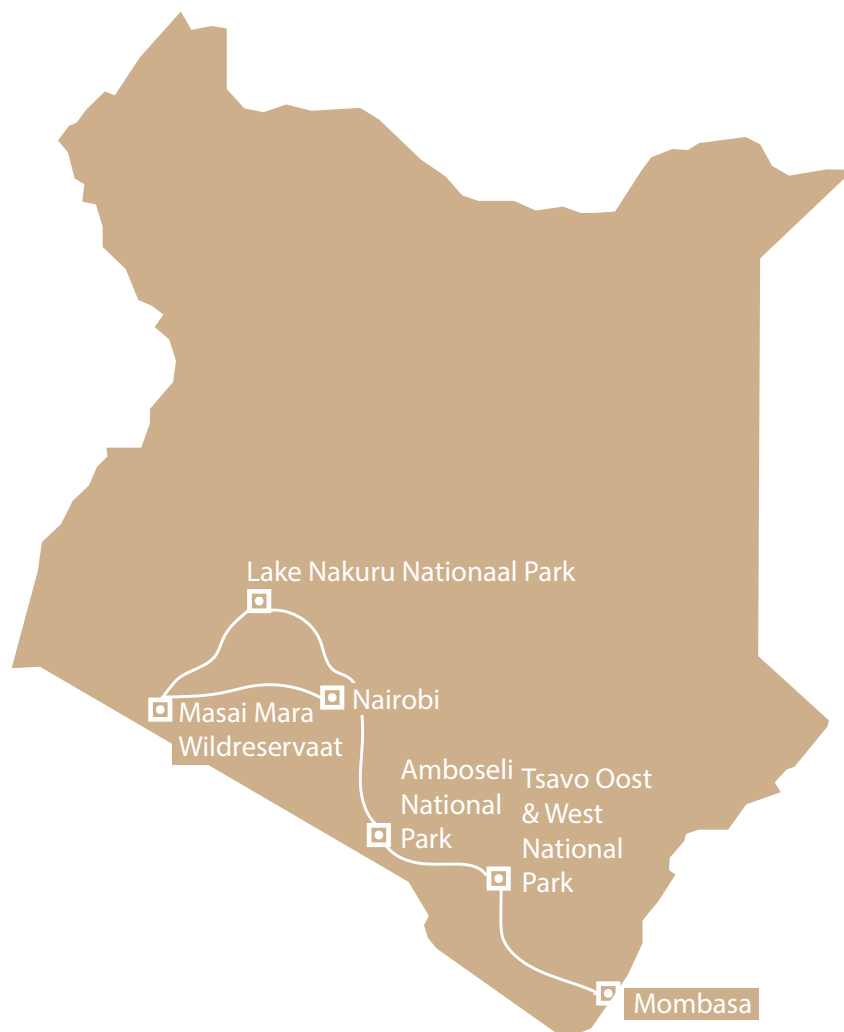 Lake Nakuru Nationaal Park
Nairobi
Masai Mara
Wildreservaat
Amboseli
National
Park
Tsavo Oost
& West
National
Park
Mombasa